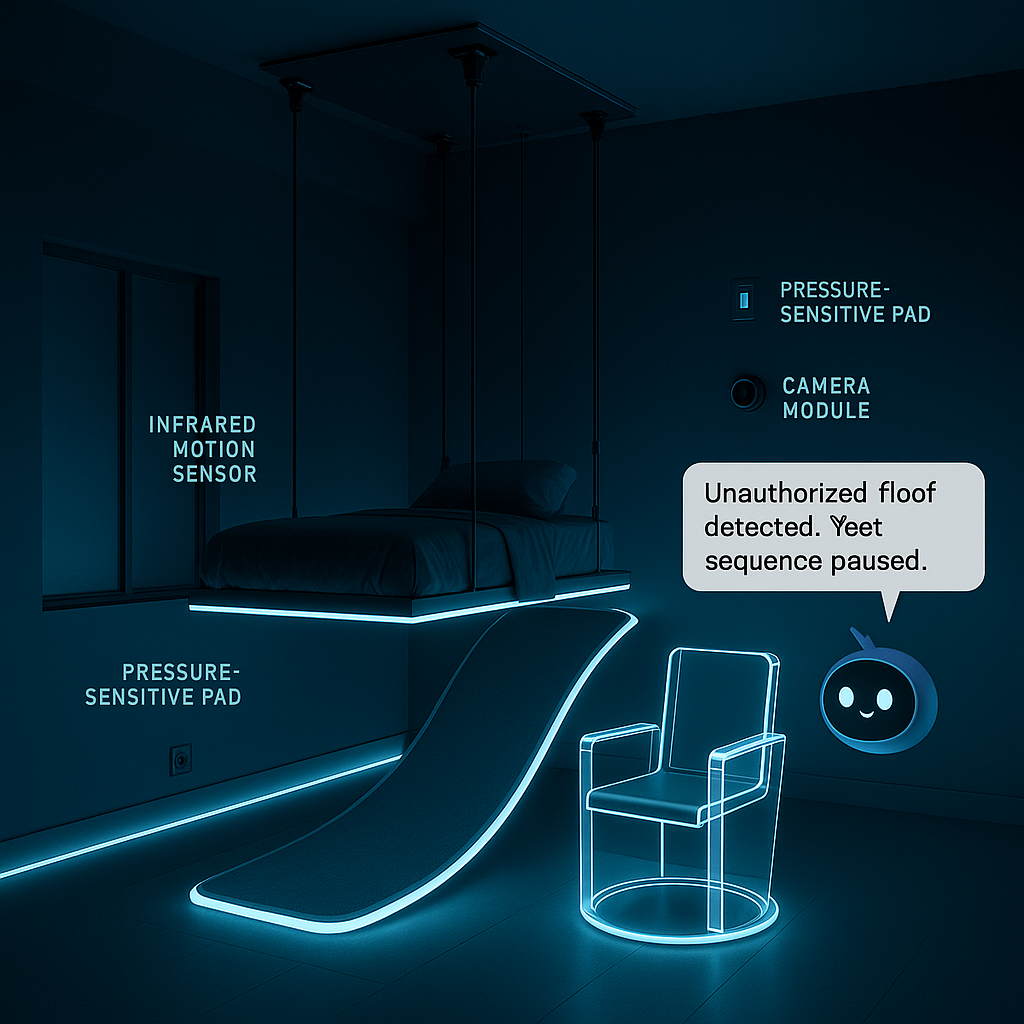 PRESSURE-
SENSITIVE PAD
CAMERA
MODULE
INFRARED
MOTION
SENSOR
Unauthorized floof
detected. Yeet
sequence paused.
PRESSURE-
SENSITIVE PAD